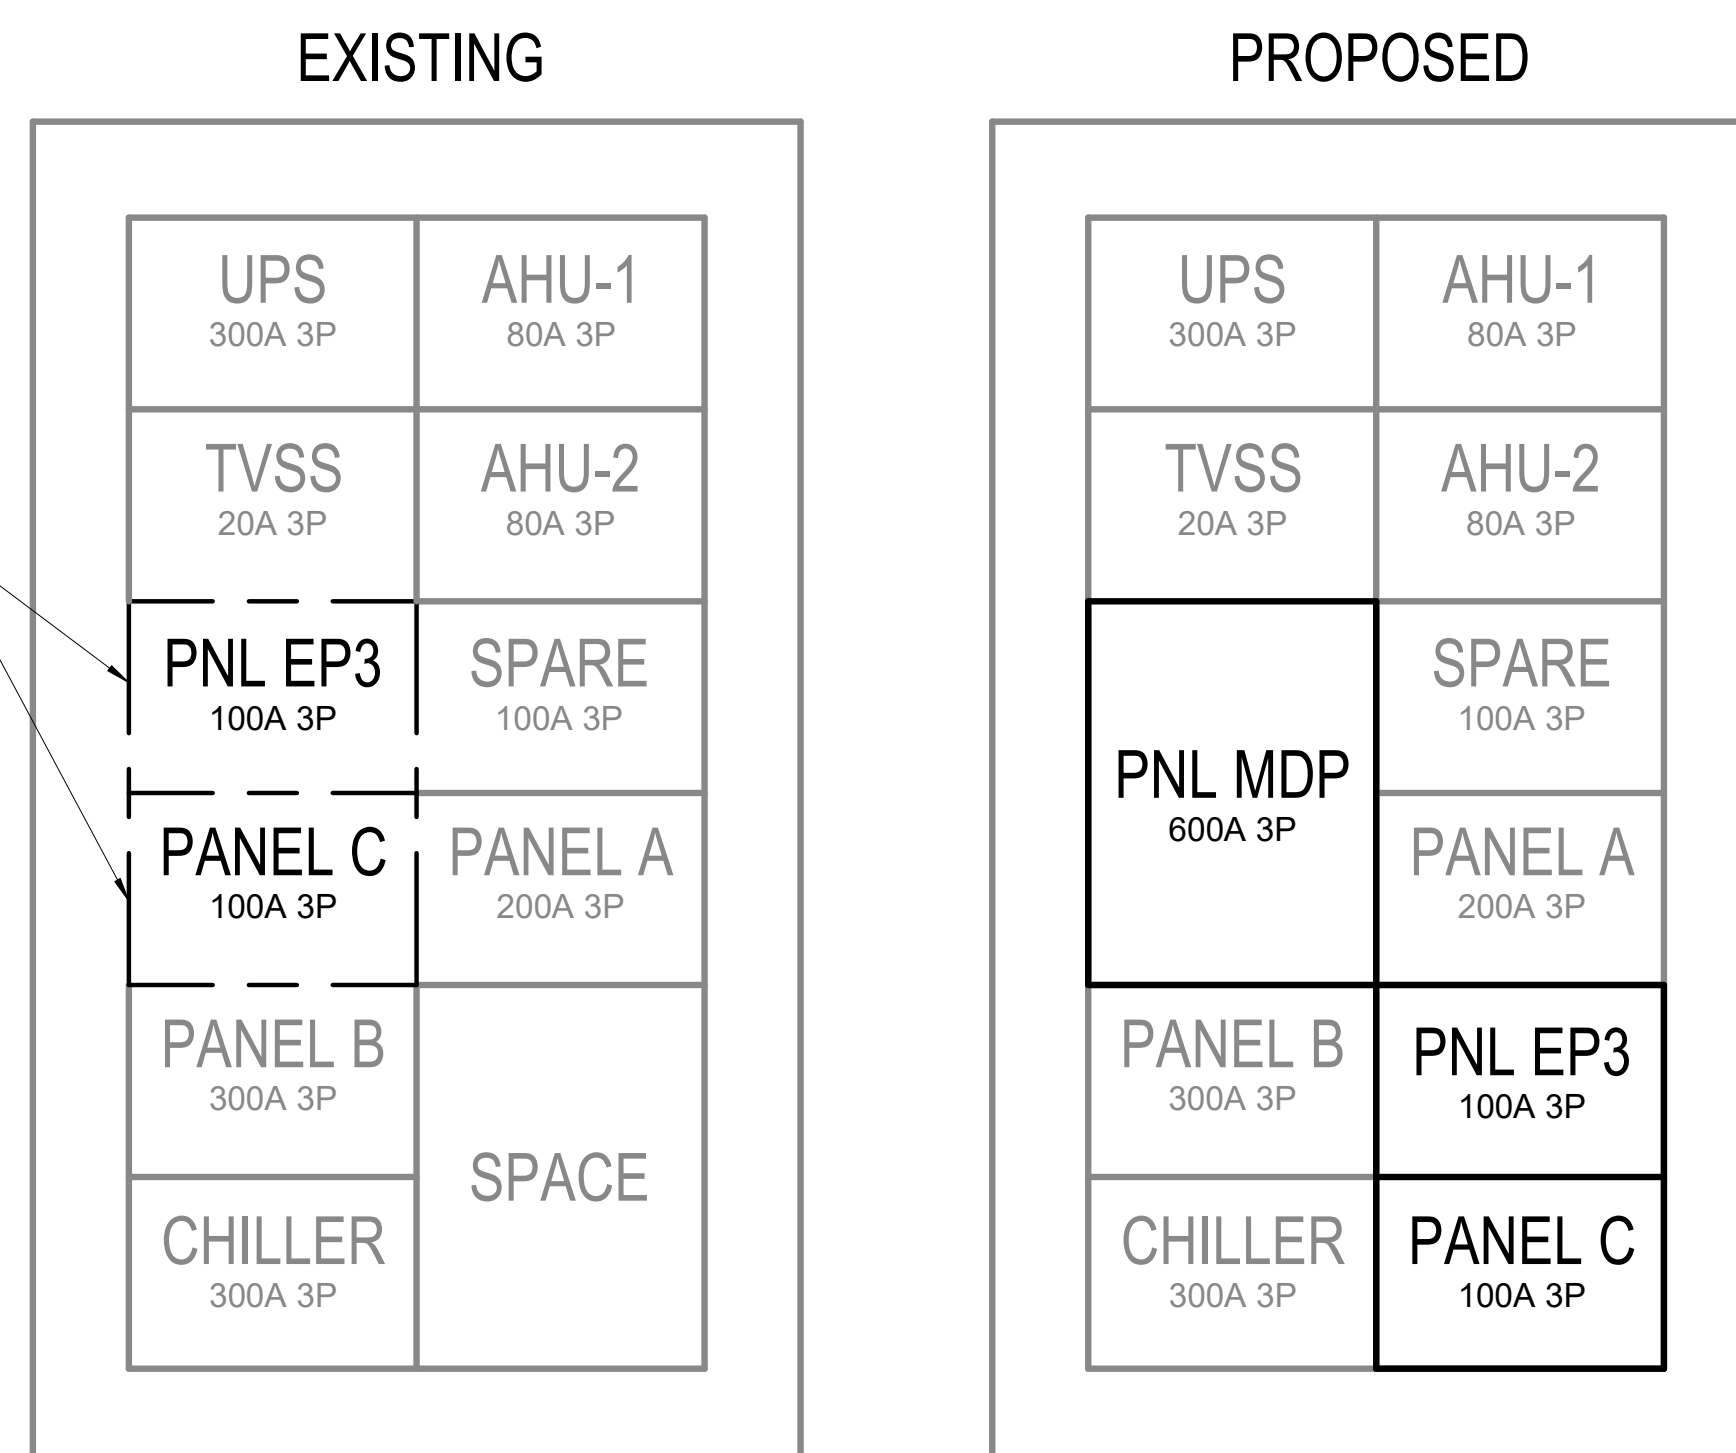 EXISTING
UPS
300A 3P
AHU-1
80A 3P
TVSS
20A 3P
AHU-2
80A 3P
PNL EP3
100A 3P
SPARE
100A 3P
PANEL C
100A 3P
PANEL A
200A 3P
PANEL B
300A 3P
SPACE
CHILLER
300A 3P
PROPOSED
UPS
300A 3P
AHU-1
80A 3P
TVSS
20A 3P
AHU-2
80A 3P
PNL MDP
600A 3P
SPARE
100A 3P
PANEL A
200A 3P
PANEL B
300A 3P
PNL EP3
100A 3P
CHILLER
300A 3P
PANEL C
100A 3P